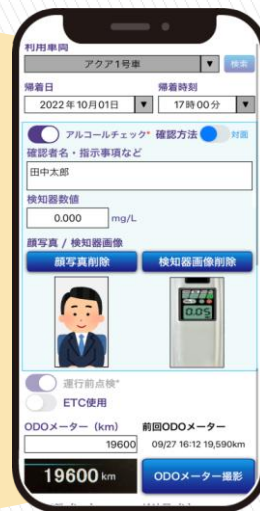 利用車両
アクア1号車 ▼ 検索
帰着日 帰着時刻
2022年10月01日 ▼ 17時00分 ▼
アルコールチェック* 確認方法 対面
確認者名・指示事項など
田中太郎
検知器数値
0.000 mg/L
顔写真 / 検知器画像
顔写真削除 検知器画像削除
0.05
運行前点検*
ETC使用
ODOメーター（km） 前回ODOメーター
19600 09/27 16:12 19,590km
19600 km ODOメーター撮影